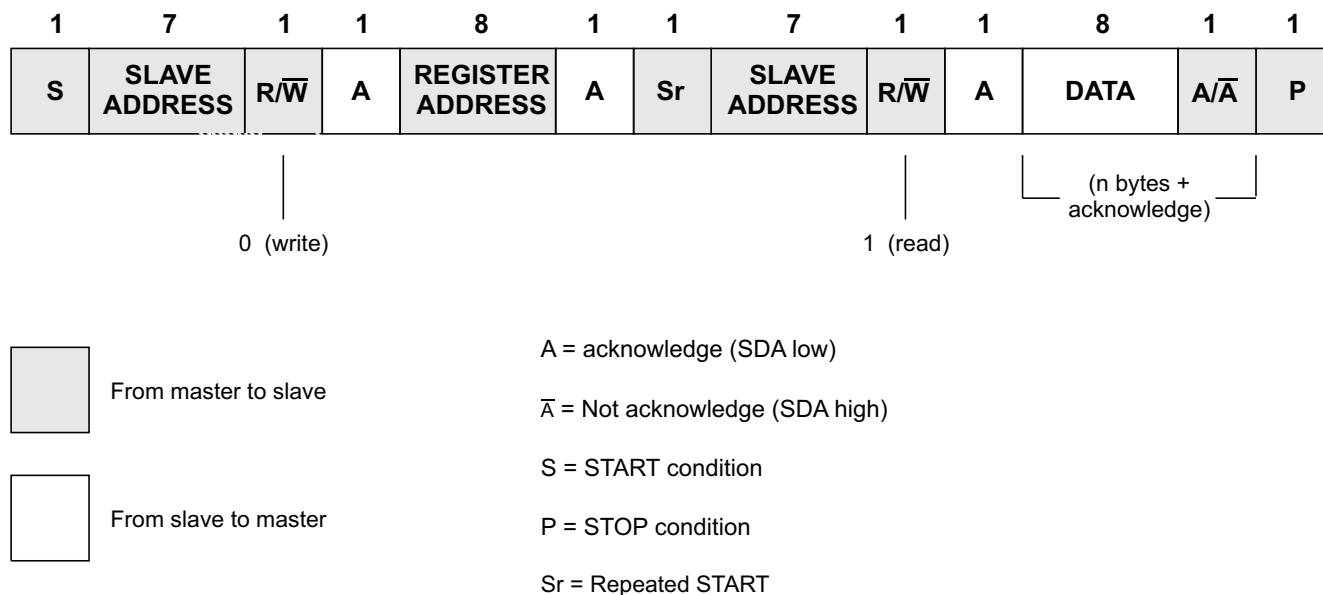 1 7 1 1 8 1 1 7 1 1 8 1 1
S SLAVE ADDRESS R/W̅ A REGISTER ADDRESS A Sr SLAVE ADDRESS R/W̅ A DATA A/A̅ P
(n bytes +
acknowledge)
0 (write) 1 (read)
A = acknowledge (SDA low)
From master to slave
A̅ = Not acknowledge (SDA high)
S = START condition
From slave to master
P = STOP condition
Sr = Repeated START